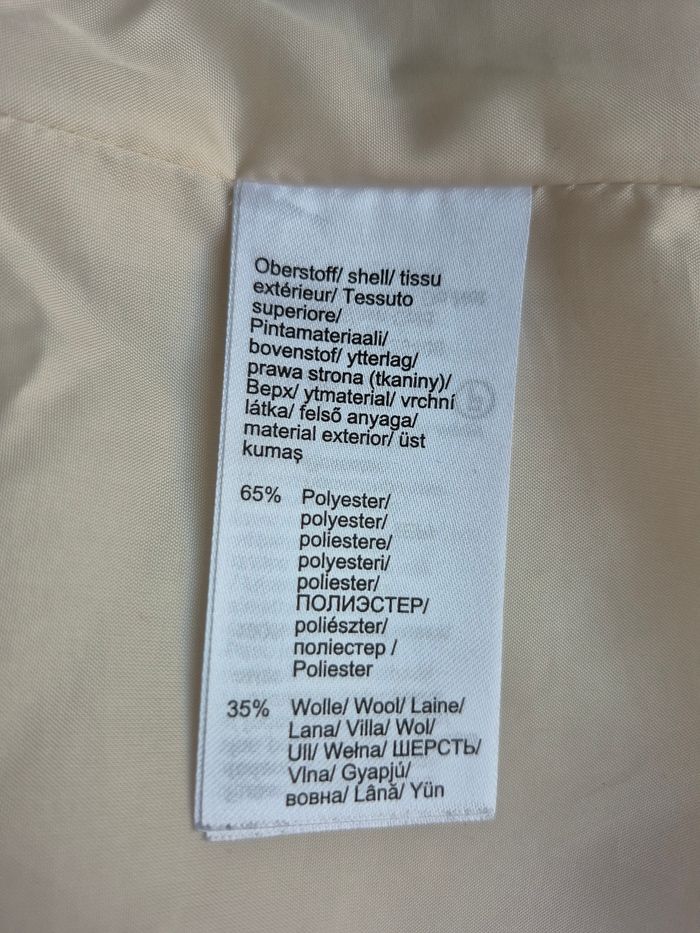 Oberstoff/ shell/ tissu
extérieur/ Tessuto
superiore/
Pintamateriaali/
bovenstof/ ytterlag/
prawa strona (tkaniny)/
Верх/ ytmaterial/ vrchní
látka/ felső anyaga/
material exterior/ üst
kumaş
65% Polyester/
polyester/
poliestere/
polyesteri/
poliester/
ПОЛИЭСТЕР/
poliészter/
поліестер /
Poliester
35% Wolle/ Wool/ Laine/
Lana/ Villa/ Wol/
Ull/ Wełna/ ШЕРСТЬ/
Vlna/ Gyapjú/
вовна/ Lână/ Yün